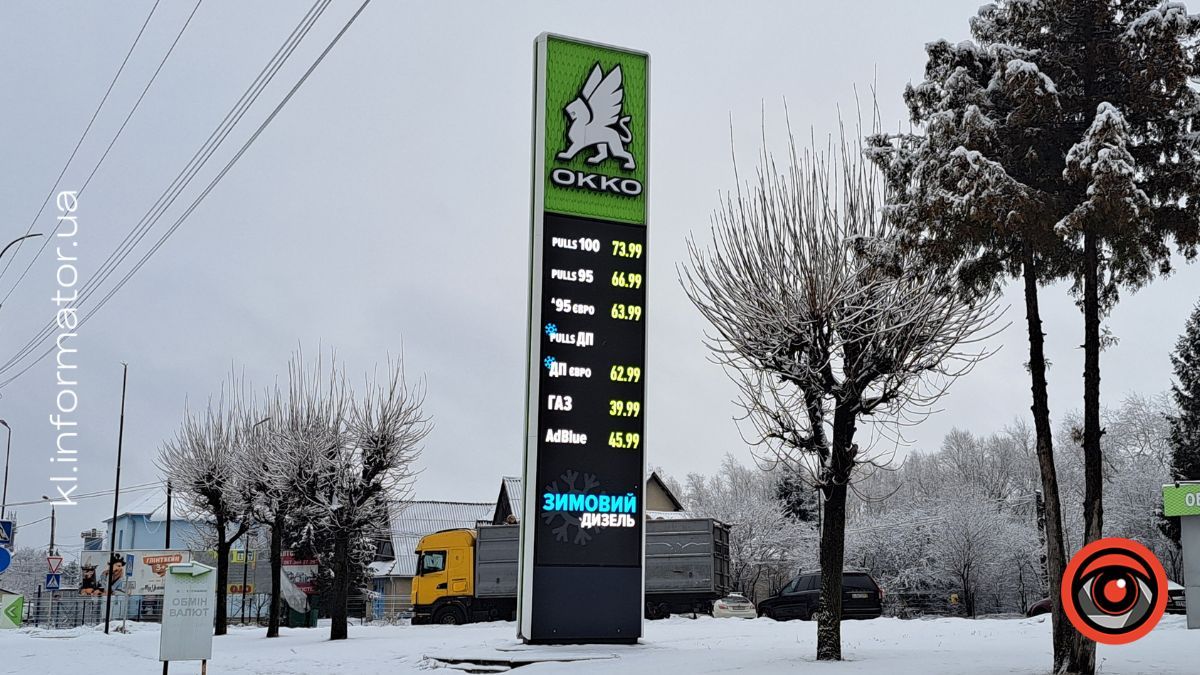 OKKO
PULLS 100 73.99
PULLS 95 66.99
'95 ЄВРО 63.99
PULLS ДП
ДП ЄВРО 62.99
ГАЗ 39.99
AdBlue 45.99
ЗИМОВИЙ
ДИЗЕЛЬ
kl.informator.ua
ОБМІН
ВАЛЮТ